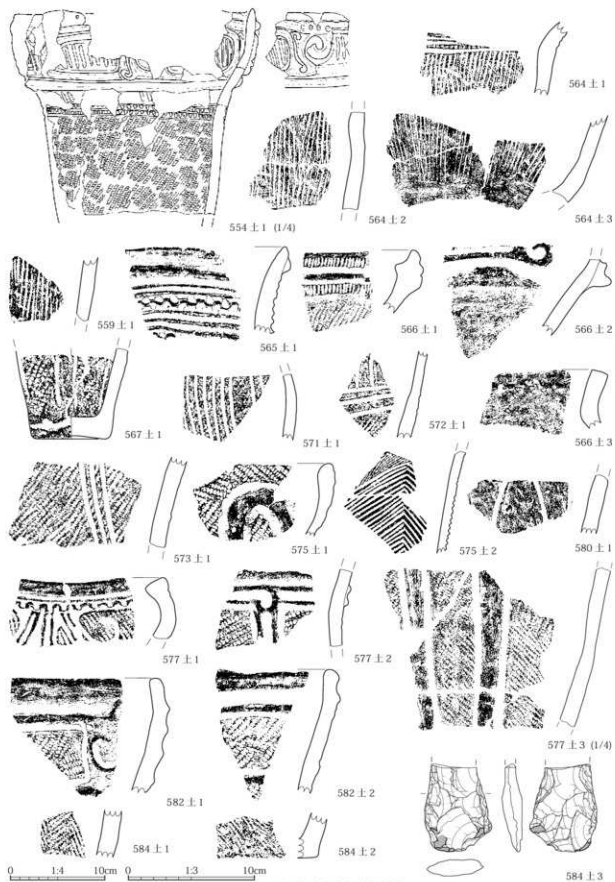 564 土 1
554 土 1 (1/4)
564 土 2
564 土 3
559 土 1
565 土 1
566 土 1
566 土 2
567 土 1
571 土 1
572 土 1
566 土 3
573 土 1
575 土 1
575 土 2
580 土 1
577 土 1
577 土 2
577 土 3 (1/4)
582 土 1
582 土 2
584 土 1
584 土 2
584 土 3
0 1:4 10cm
0 1:3 10cm